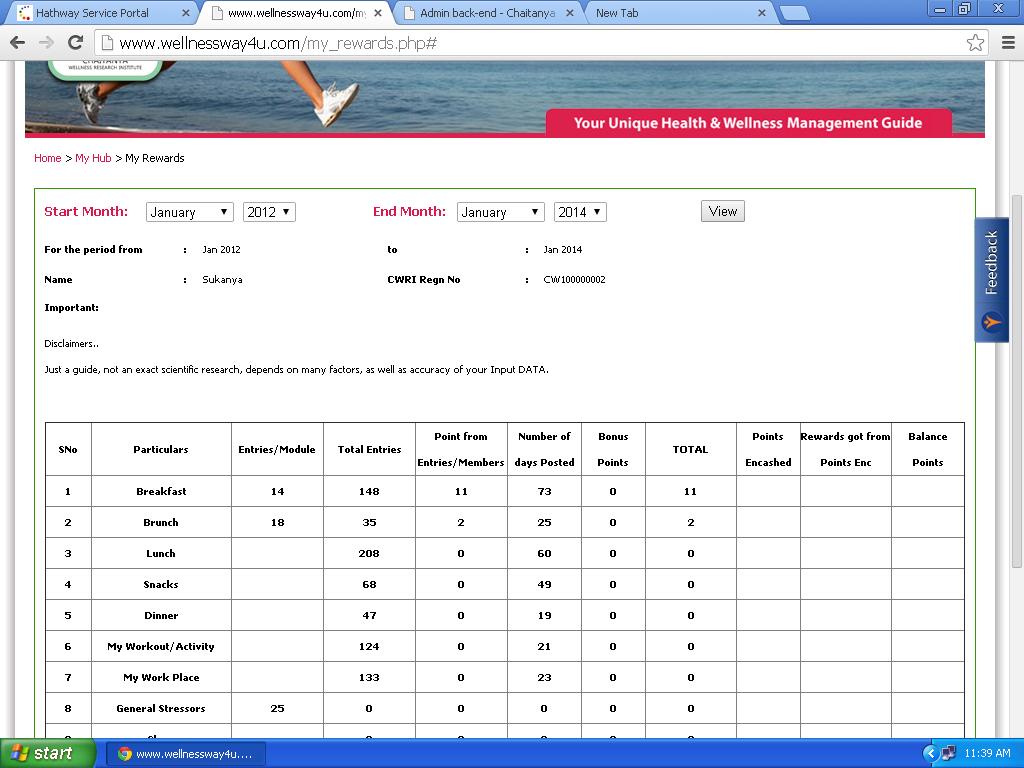 Hathway Service Portal
www.wellnessway4u.com/my
Admin back-end - Chaitanya
New Tab
www.wellnessway4u.com/my_rewards.php#
CHAITANYA
WELLNESS RESEARCH INSTITUTE
Your Unique Health & Wellness Management Guide
Home > My Hub > My Rewards
Start Month: January 2012 End Month: January 2014 View
For the period from : Jan 2012 to : Jan 2014
Name : Sukanya CWRI Regn No : CW100000002
Important:
Disclaimers..
Just a guide, not an exact scientific research, depends on many factors, as well as accuracy of your Input DATA.
Feedback
SNo Particulars Entries/Module Total Entries Point from Entries/Members Number of days Posted Bonus Points TOTAL Points Encashed Rewards got from Points Enc Balance Points
1 Breakfast 14 148 11 73 0 11
2 Brunch 18 35 2 25 0 2
3 Lunch 208 0 60 0 0
4 Snacks 68 0 49 0 0
5 Dinner 47 0 19 0 0
6 My Workout/Activity 124 0 21 0 0
7 My Work Place 133 0 23 0 0
8 General Stressors 25 0 0 0 0 0
start
www.wellnessway4u....
11:39 AM